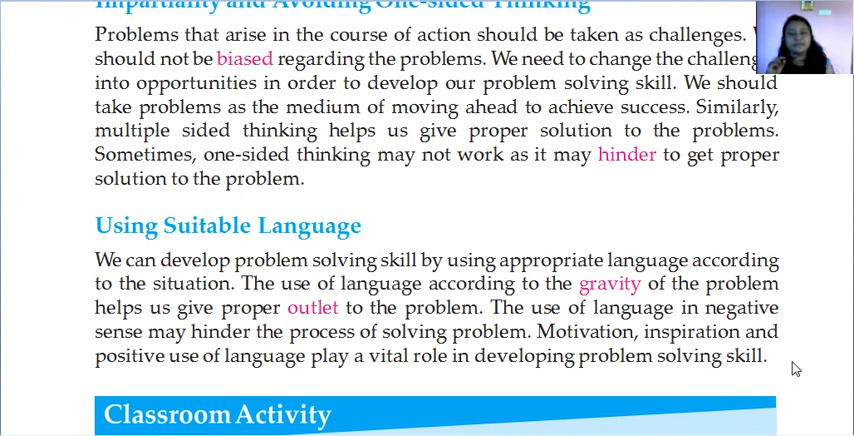 Impartiality and Avoiding One-sided Thinking
Problems that arise in the course of action should be taken as challenges.
should not be biased regarding the problems. We need to change the
into opportunities in order to develop our problem solving skill. We should
take problems as the medium of moving ahead to achieve success. Similarly,
multiple sided thinking helps us give proper solution to the problems.
Sometimes, one-sided thinking may not work as it may hinder to get proper
solution to the problem.
Using Suitable Language
We can develop problem solving skill by using appropriate language according
to the situation. The use of language according to the gravity of the problem
helps us give proper outlet to the problem. The use of language in negative
sense may hinder the process of solving problem. Motivation, inspiration and
positive use of language play a vital role in developing problem solving skill.
Classroom Activity